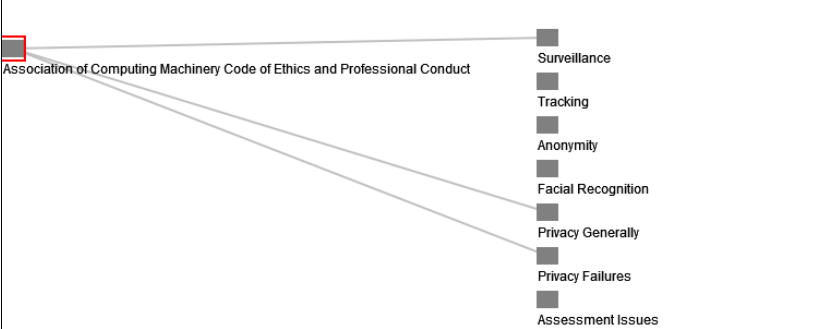 Association of Computing Machinery Code of Ethics and Professional Conduct
Surveillance
Tracking
Anonymity
Facial Recognition
Privacy Generally
Privacy Failures
Assessment Issues